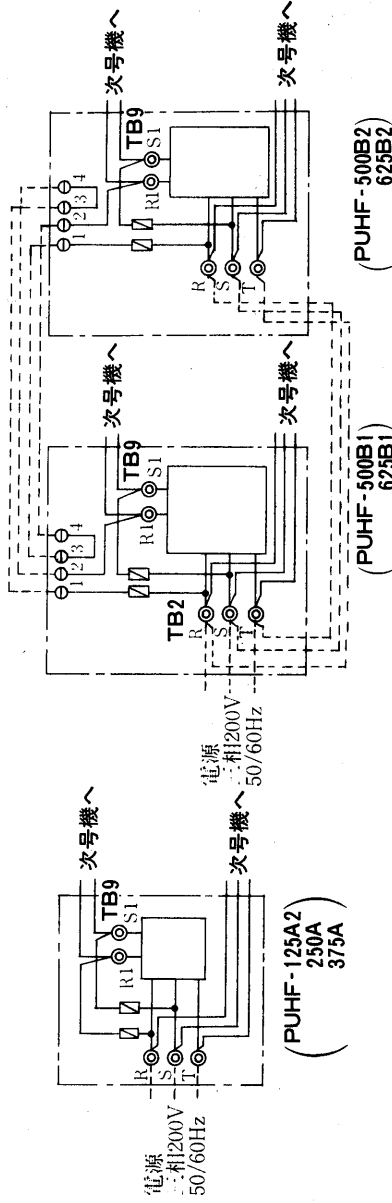 電源
三相200V
50/60Hz
R
S
T
R1
S1
TB9
次号機へ
次号機へ
(PUHF-125A2
250A
375A)
電源
三相200V
50/60Hz
TB2
R
S
T
1
2
3
4
R1
S1
TB9
次号機へ
次号機へ
(PUHF-500B1
625B1)
R
S
T
1
2
3
4
R1
S1
TB9
次号機へ
次号機へ
(PUHF-500B2
625B2)